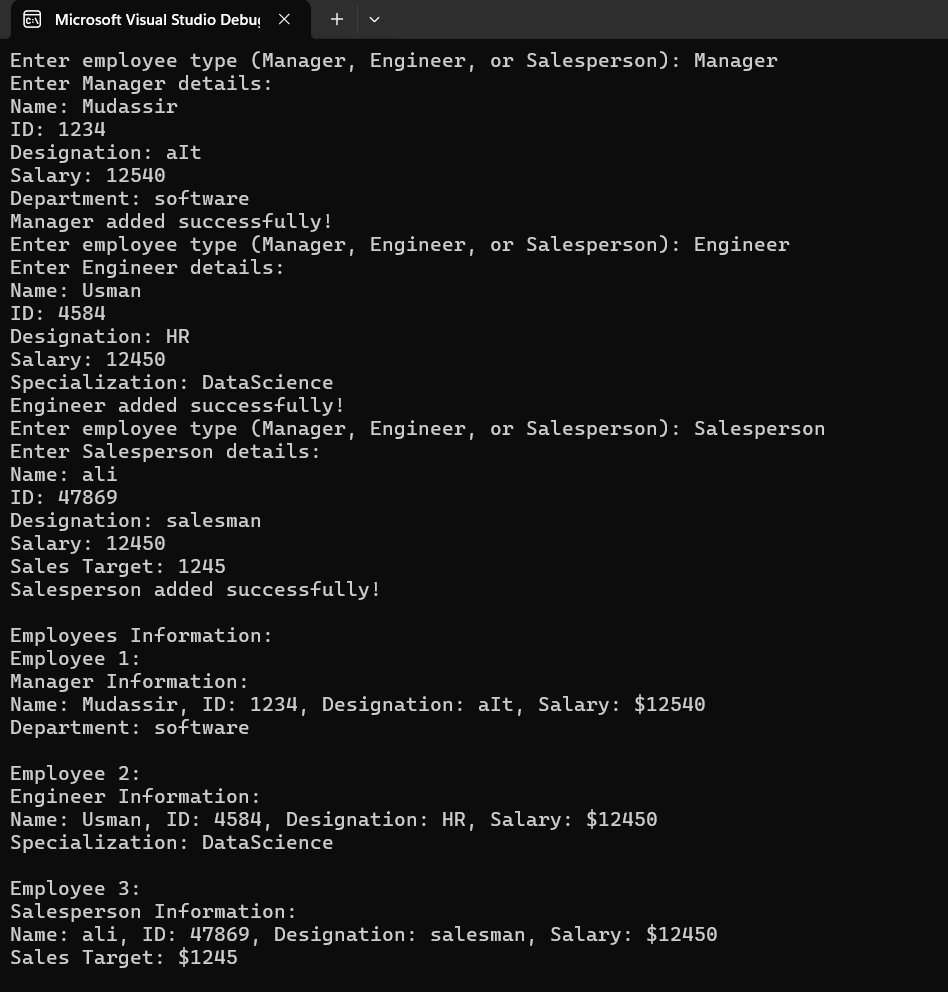 Microsoft Visual Studio Debu
Enter employee type (Manager, Engineer, or Salesperson): Manager
Enter Manager details:
Name: Mudassir
ID: 1234
Designation: aIt
Salary: 12540
Department: software
Manager added successfully!
Enter employee type (Manager, Engineer, or Salesperson): Engineer
Enter Engineer details:
Name: Usman
ID: 4584
Designation: HR
Salary: 12450
Specialization: DataScience
Engineer added successfully!
Enter employee type (Manager, Engineer, or Salesperson): Salesperson
Enter Salesperson details:
Name: ali
ID: 47869
Designation: salesman
Salary: 12450
Sales Target: 1245
Salesperson added successfully!

Employees Information:
Employee 1:
Manager Information:
Name: Mudassir, ID: 1234, Designation: aIt, Salary: $12540
Department: software

Employee 2:
Engineer Information:
Name: Usman, ID: 4584, Designation: HR, Salary: $12450
Specialization: DataScience

Employee 3:
Salesperson Information:
Name: ali, ID: 47869, Designation: salesman, Salary: $12450
Sales Target: $1245